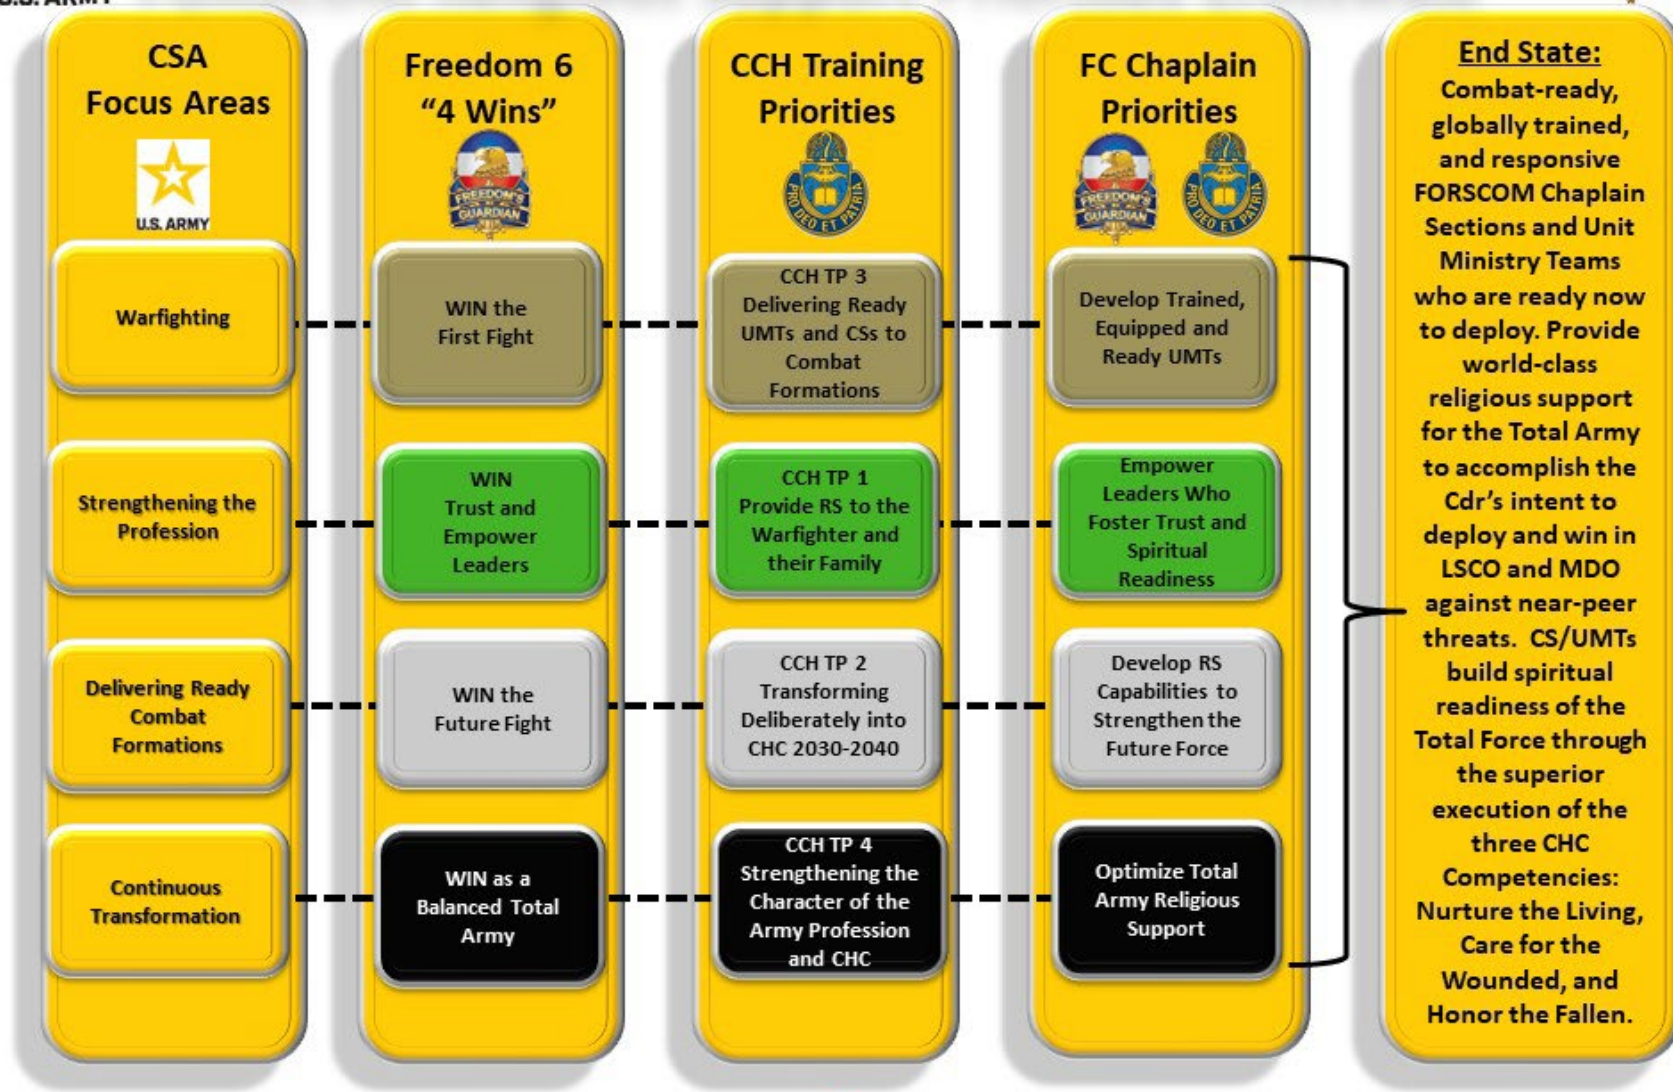 U.S. ARMY
CSA
Focus Areas
U.S. ARMY
Warfighting
Strengthening the
Profession
Delivering Ready
Combat
Formations
Continuous
Transformation
Freedom 6
“4 Wins”
FREEDOM'S
GUARDIAN
WIN the
First Fight
WIN
Trust and
Empower
Leaders
WIN the
Future Fight
WIN as a
Balanced Total
Army
CCH Training
Priorities
PRO DEO ET PATRIA
CCH TP 3
Delivering Ready
UMTs and CSs to
Combat
Formations
CCH TP 1
Provide RS to the
Warfighter and
their Family
CCH TP 2
Transforming
Deliberately into
CHC 2030-2040
CCH TP 4
Strengthening the
Character of the
Army Profession
and CHC
FC Chaplain
Priorities
FREEDOM'S
GUARDIAN
PRO DEO ET PATRIA
Develop Trained,
Equipped and
Ready UMTs
Empower
Leaders Who
Foster Trust and
Spiritual
Readiness
Develop RS
Capabilities to
Strengthen the
Future Force
Optimize Total
Army Religious
Support
End State:
Combat-ready,
globally trained,
and responsive
FORSCOM Chaplain
Sections and Unit
Ministry Teams
who are ready now
to deploy. Provide
world-class
religious support
for the Total Army
to accomplish the
Cdr’s intent to
deploy and win in
LSCO and MDO
against near-peer
threats.  CS/UMTs
build spiritual
readiness of the
Total Force through
the superior
execution of the
three CHC
Competencies:
Nurture the Living,
Care for the
Wounded, and
Honor the Fallen.